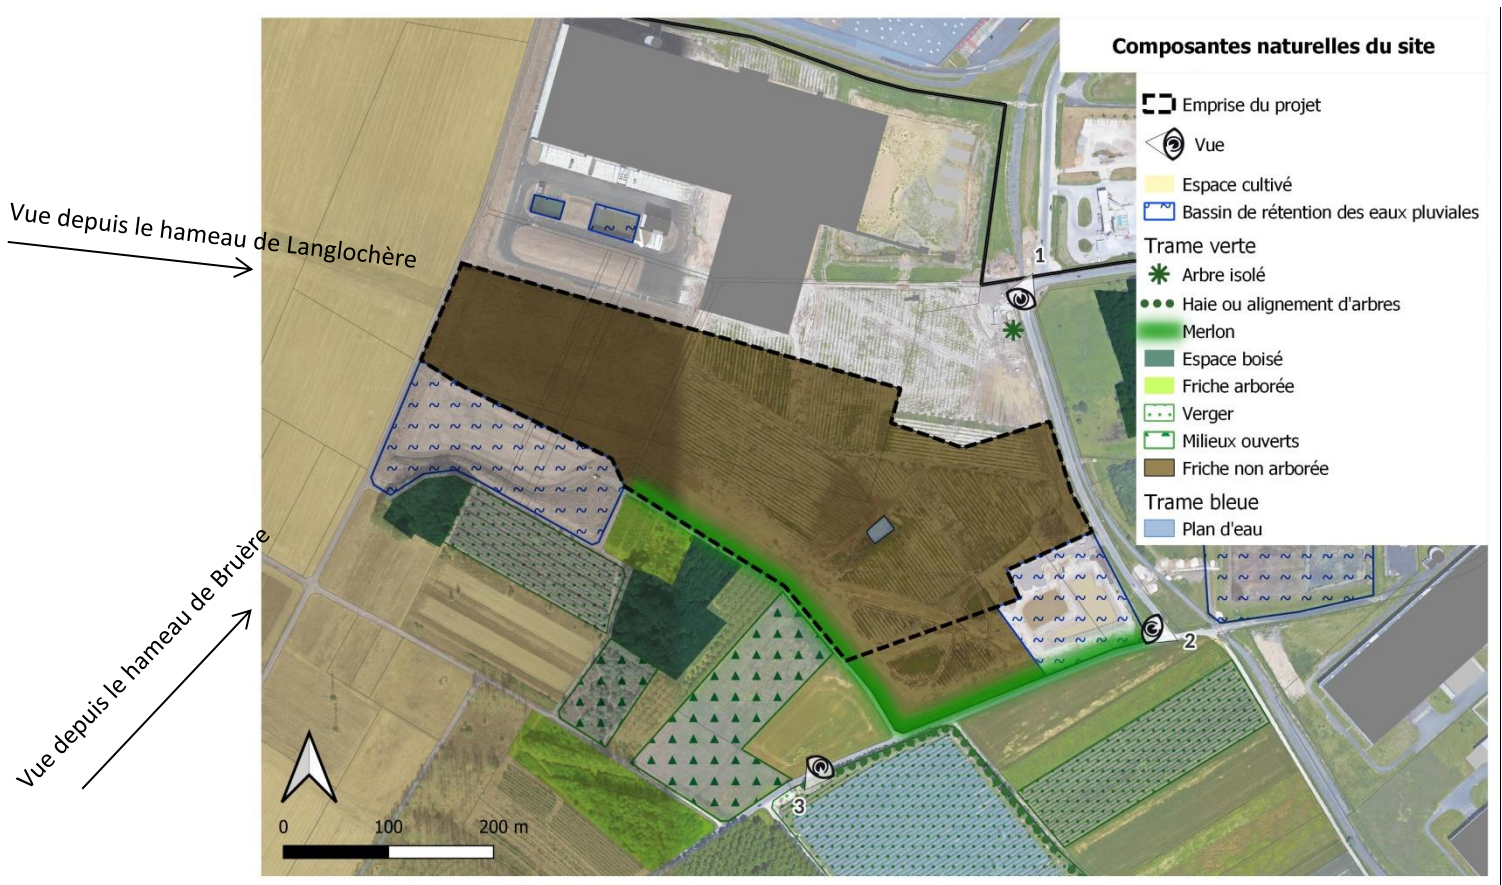 Composantes naturelles du site
Emprise du projet
Vue
Espace cultivé
Bassin de rétention des eaux pluviales
Trame verte
Arbre isolé
Haie ou alignement d'arbres
Merlon
Espace boisé
Friche arborée
Verger
Milieux ouverts
Friche non arborée
Trame bleue
Plan d'eau
Vue depuis le hameau de Langlochère
Vue depuis le hameau de Bruère
1
2
3
0 100 200 m